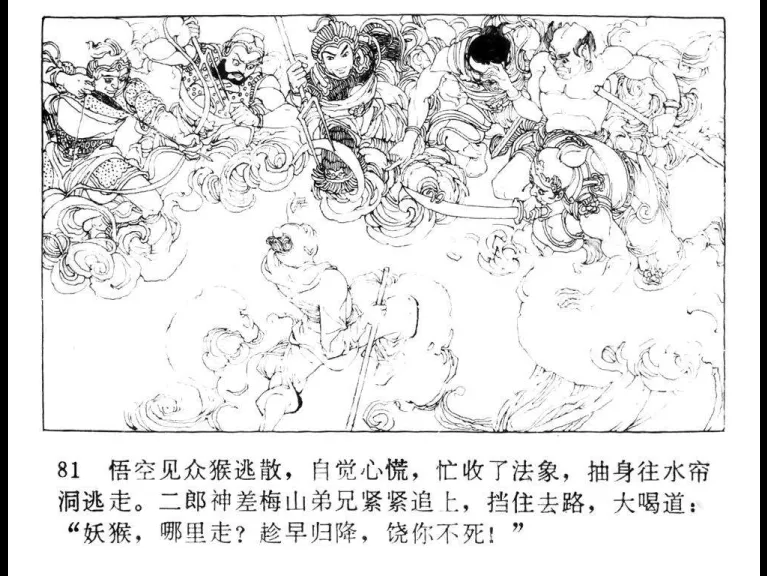 81 悟空见众猴逃散，自觉心慌，忙收了法象，抽身往水帘
洞逃走。二郎神差梅山弟兄紧紧追上，挡住去路，大喝道：
“妖猴，哪里走？趁早归降，饶你不死！”